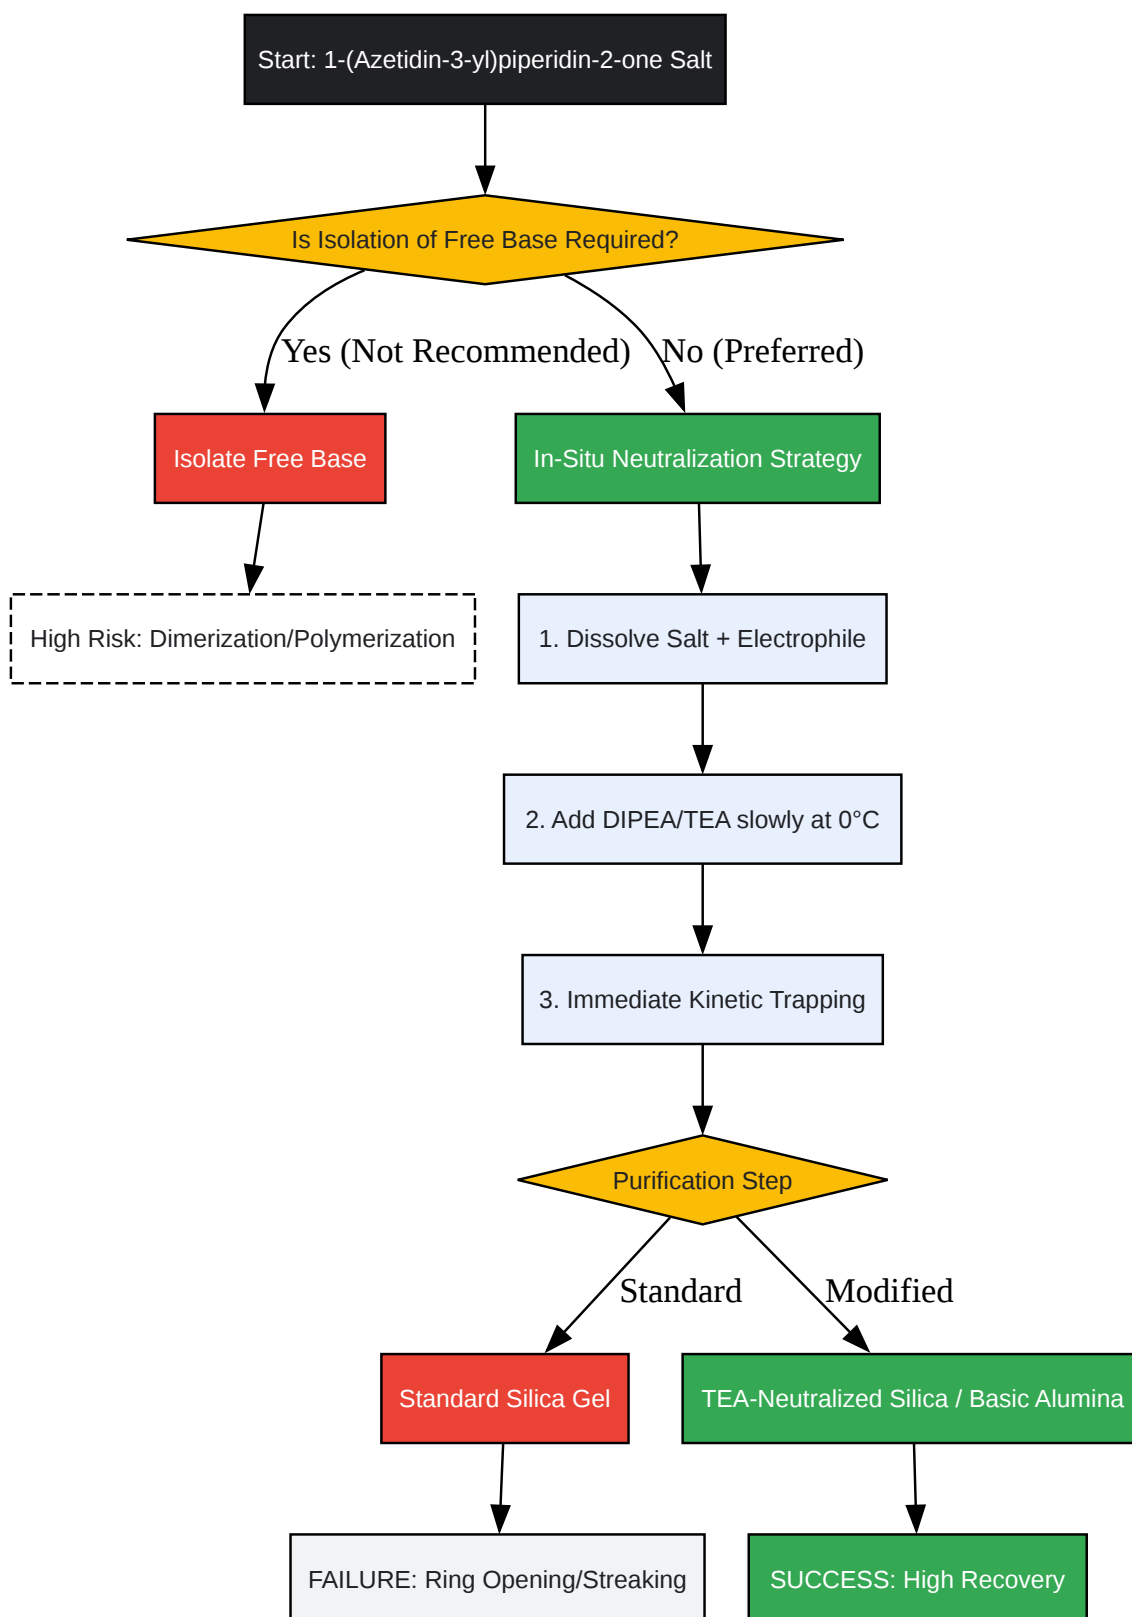 Start: 1-(Azetidin-3-yl)piperidin-2-one Salt
Is Isolation of Free Base Required?
Yes (Not Recommended)
No (Preferred)
Isolate Free Base
In-Situ Neutralization Strategy
High Risk: Dimerization/Polymerization
1. Dissolve Salt + Electrophile
2. Add DIPEA/TEA slowly at 0°C
3. Immediate Kinetic Trapping
Purification Step
Standard
Modified
Standard Silica Gel
TEA-Neutralized Silica / Basic Alumina
FAILURE: Ring Opening/Streaking
SUCCESS: High Recovery